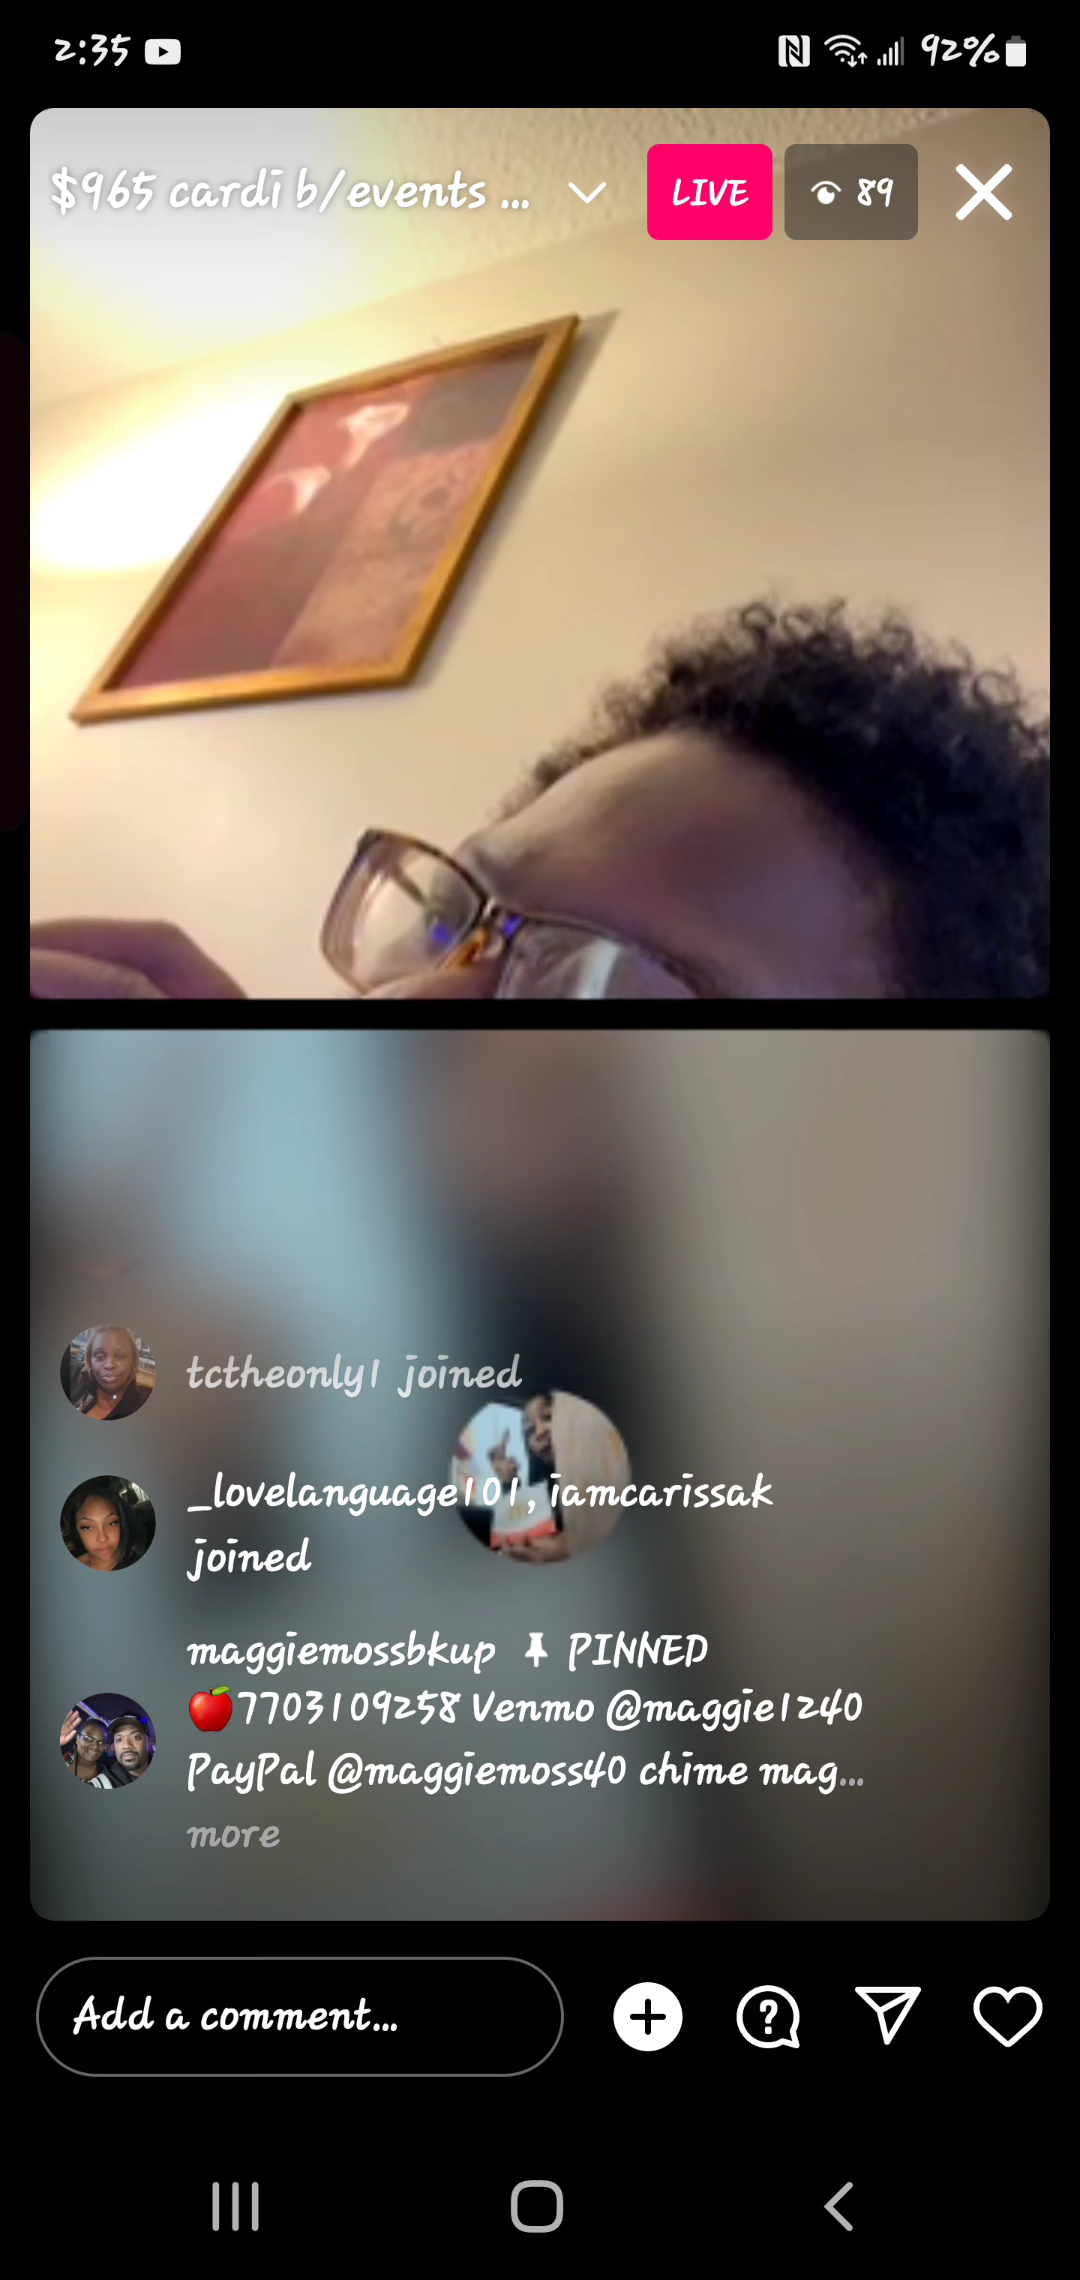 2:35 92%
$965 cardi b/events ... LIVE 89
tctheonly1 joined
_lovelanguage101, iamcarissak
joined
maggiemossbkup PINNED
🍎7703109258 Venmo @maggie1240
PayPal @maggiemoss40 chime mag...
more
Add a comment...